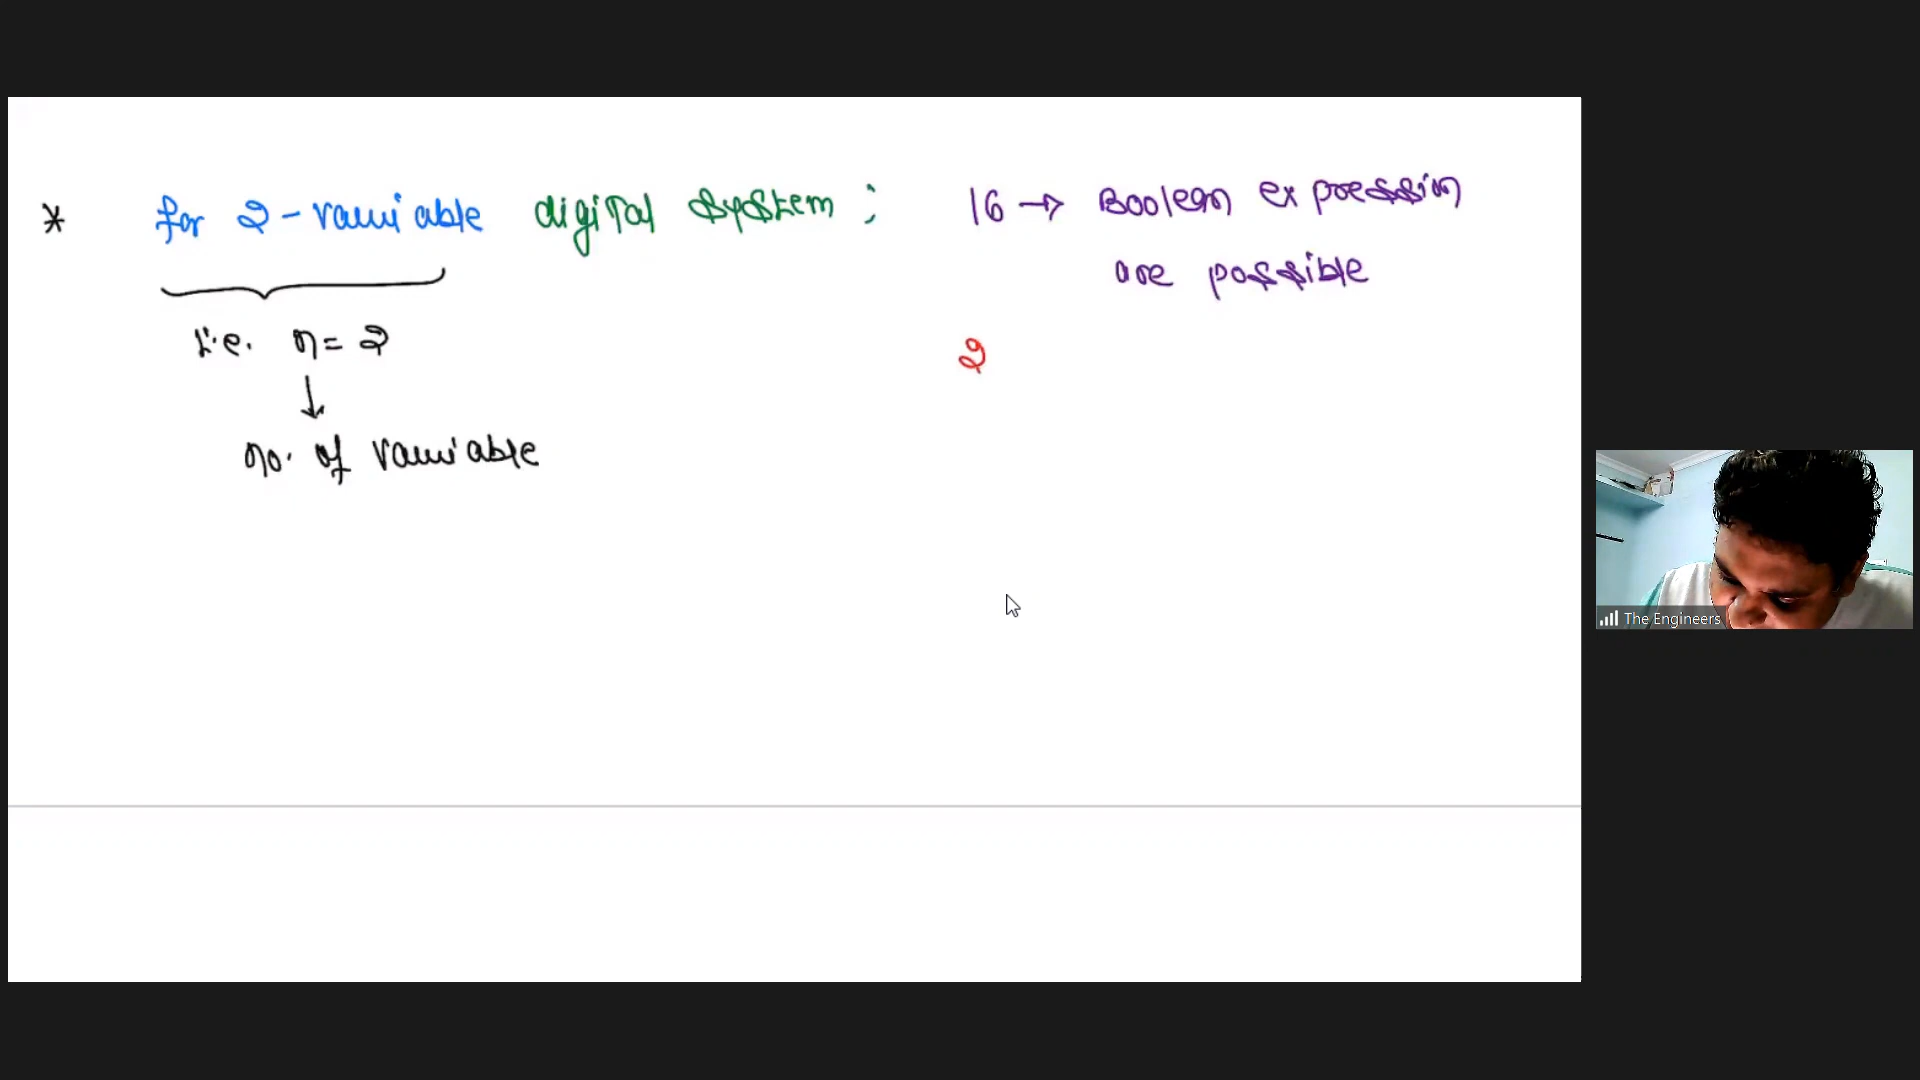 * for 2-variable digital system :
16 → Boolean expression
are possible
i.e. n = 2
2
↓
no. of variable
The Engineers